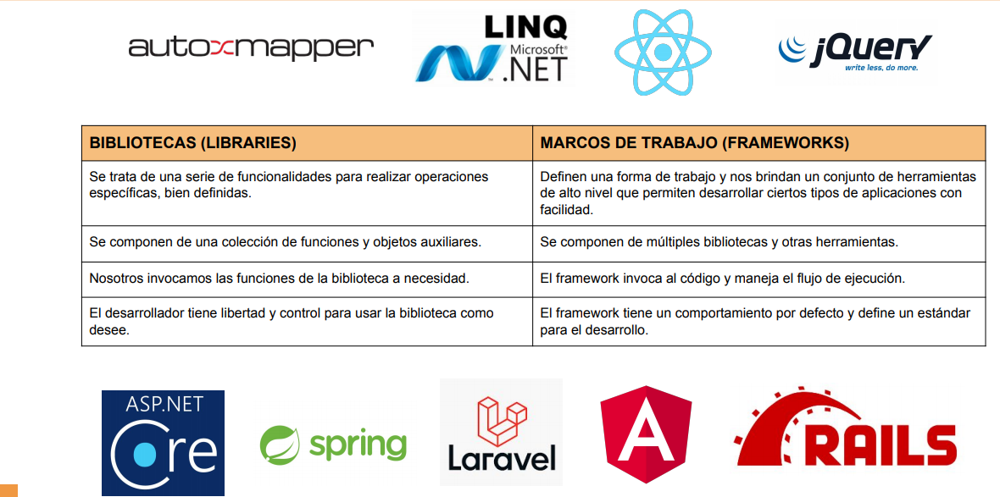 autoxmapper
LINQ
Microsoft®
.NET
jQuery
write less, do more.
BIBLIOTECAS (LIBRARIES)
MARCOS DE TRABAJO (FRAMEWORKS)
Se trata de una serie de funcionalidades para realizar operaciones
específicas, bien definidas.
Definen una forma de trabajo y nos brindan un conjunto de herramientas
de alto nivel que permiten desarrollar ciertos tipos de aplicaciones con
facilidad.
Se componen de una colección de funciones y objetos auxiliares.
Se componen de múltiples bibliotecas y otras herramientas.
Nosotros invocamos las funciones de la biblioteca a necesidad.
El framework invoca al código y maneja el flujo de ejecución.
El desarrollador tiene libertad y control para usar la biblioteca como
desee.
El framework tiene un comportamiento por defecto y define un estándar
para el desarrollo.
ASP.NET
Core
spring
Laravel
A
RAILS